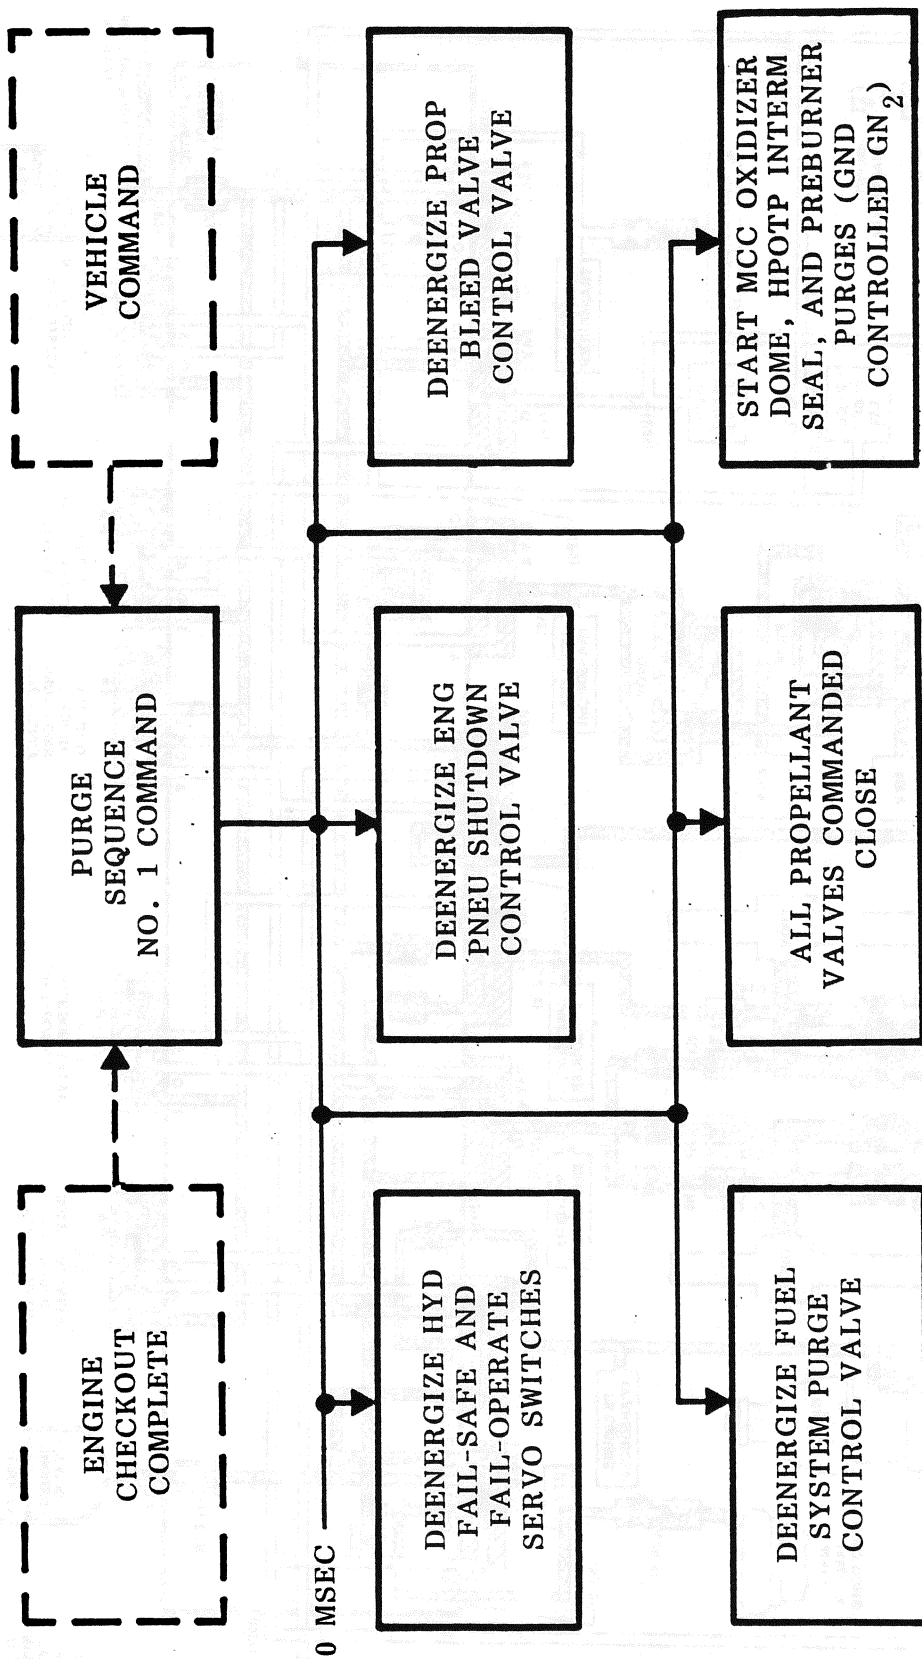 ENGINE
CHECKOUT
COMPLETE
PURGE
SEQUENCE
NO. 1 COMMAND
VEHICLE
COMMAND
0 MSEC
DEENERGIZE HYD
FAIL-SAFE AND
FAIL-OPERATE
SERVO SWITCHES
DEENERGIZE ENG
PNEU SHUTDOWN
CONTROL VALVE
DEENERGIZE PROP
BLEED VALVE
CONTROL VALVE
DEENERGIZE FUEL
SYSTEM PURGE
CONTROL VALVE
ALL PROPELLANT
VALVES COMMANDED
CLOSE
START MCC OXIDIZER
DOME, HPOTP INTERM
SEAL, AND PREBURNER
PURGES (GND
CONTROLLED GN₂)